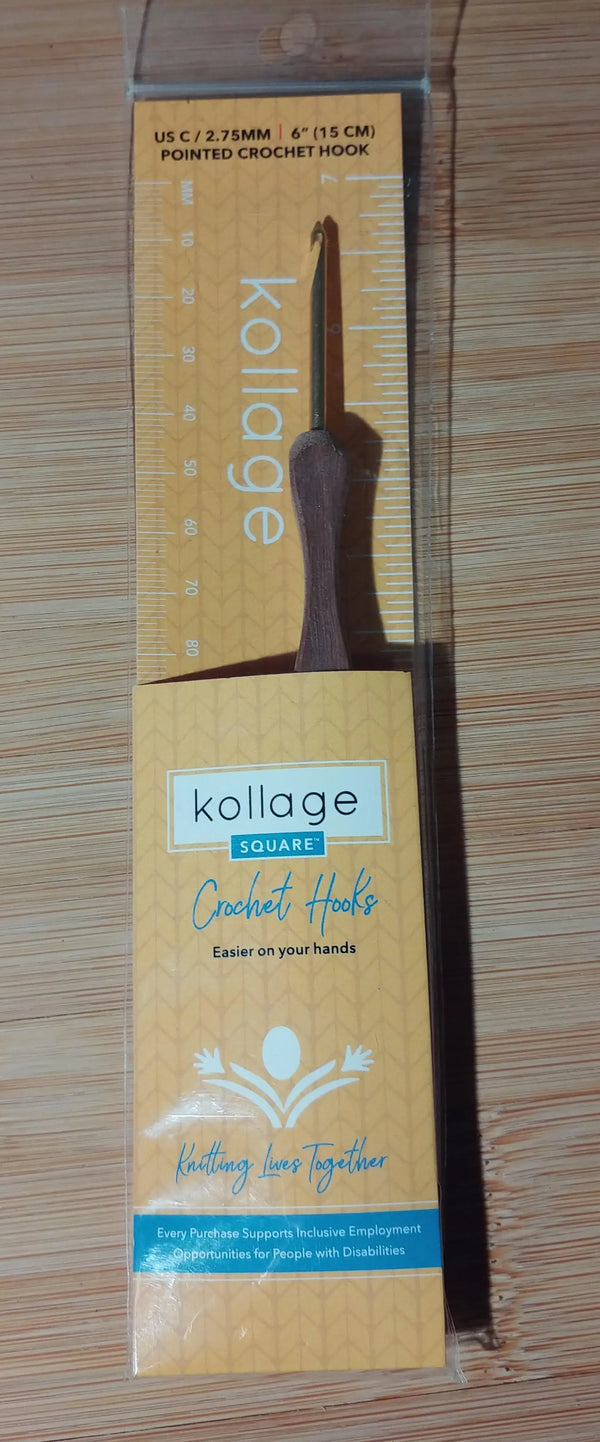 US C / 2.75MM | 6" (15 CM)
POINTED CROCHET HOOK
7
MM
10
20
30
40
50
60
70
80
6
kollage
kollage
SQUARE™
Crochet Hooks
Easier on your hands
Knitting Lives Together
Every Purchase Supports Inclusive Employment
Opportunities for People with Disabilities